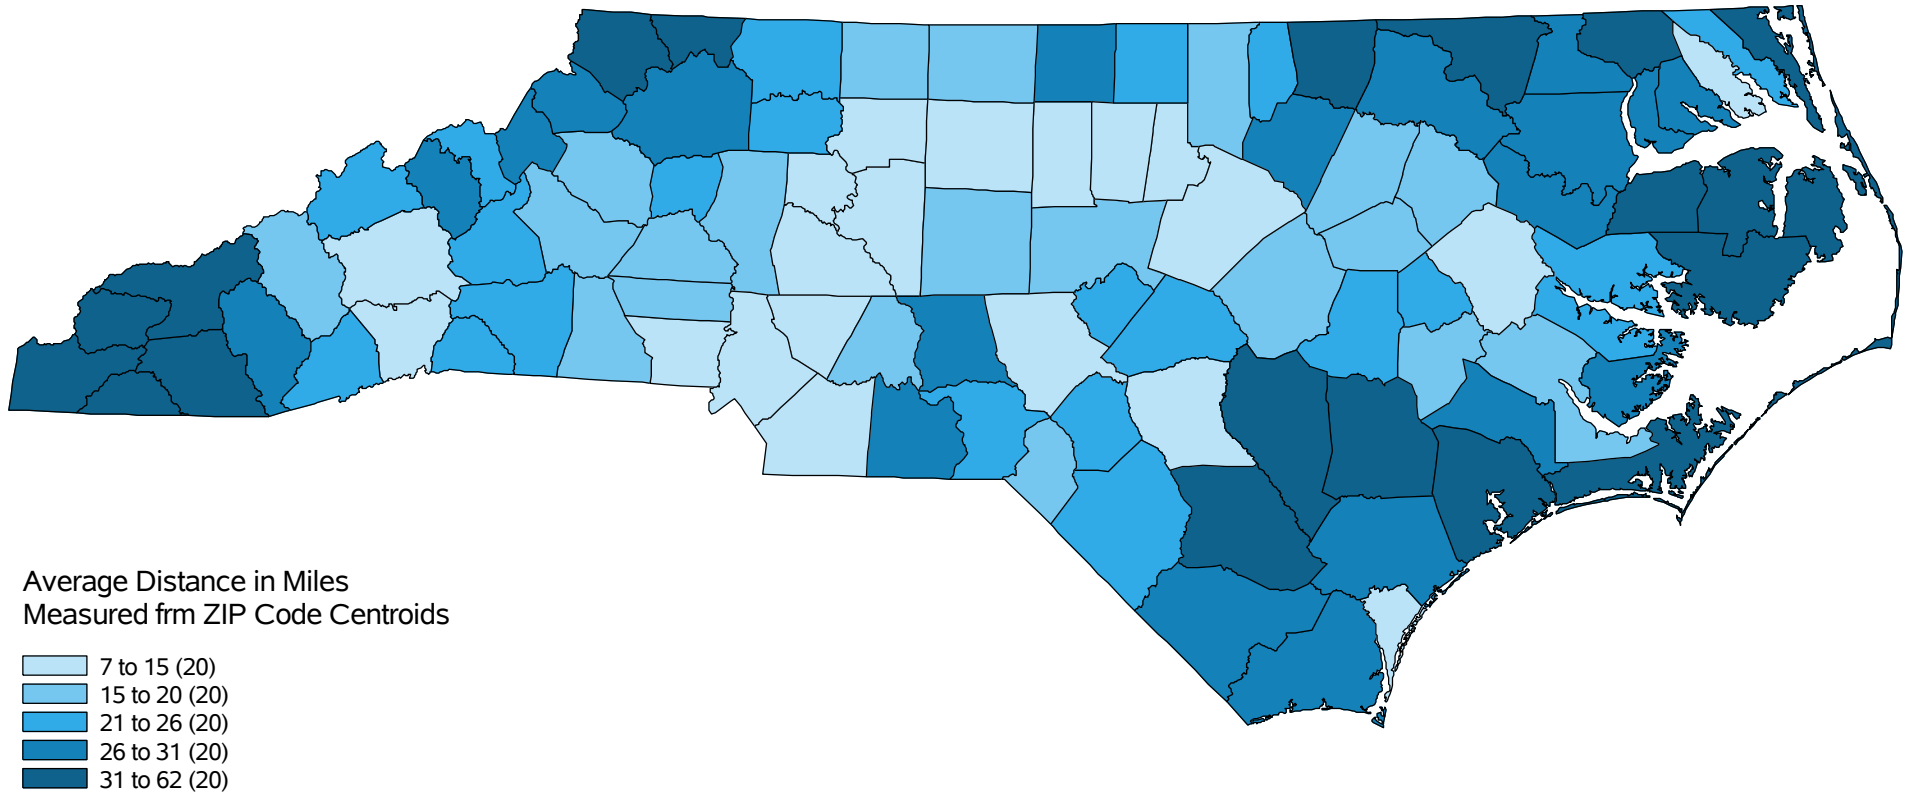 Average Distance in Miles
Measured frm ZIP Code Centroids
7 to 15 (20)
15 to 20 (20)
21 to 26 (20)
26 to 31 (20)
31 to 62 (20)